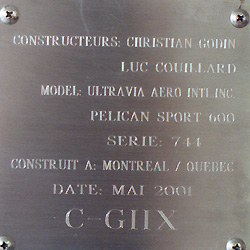 CONSTRUCTEURS: CHRISTIAN GODIN
LUC COUILLARD
MODEL: ULTRAVIA AERO INTL.INC.
PELICAN SPORT 600
SERIE: 744
CONSTRUIT A: MONTREAL / QUEBEC
DATE: MAI 2001
C-GIIX